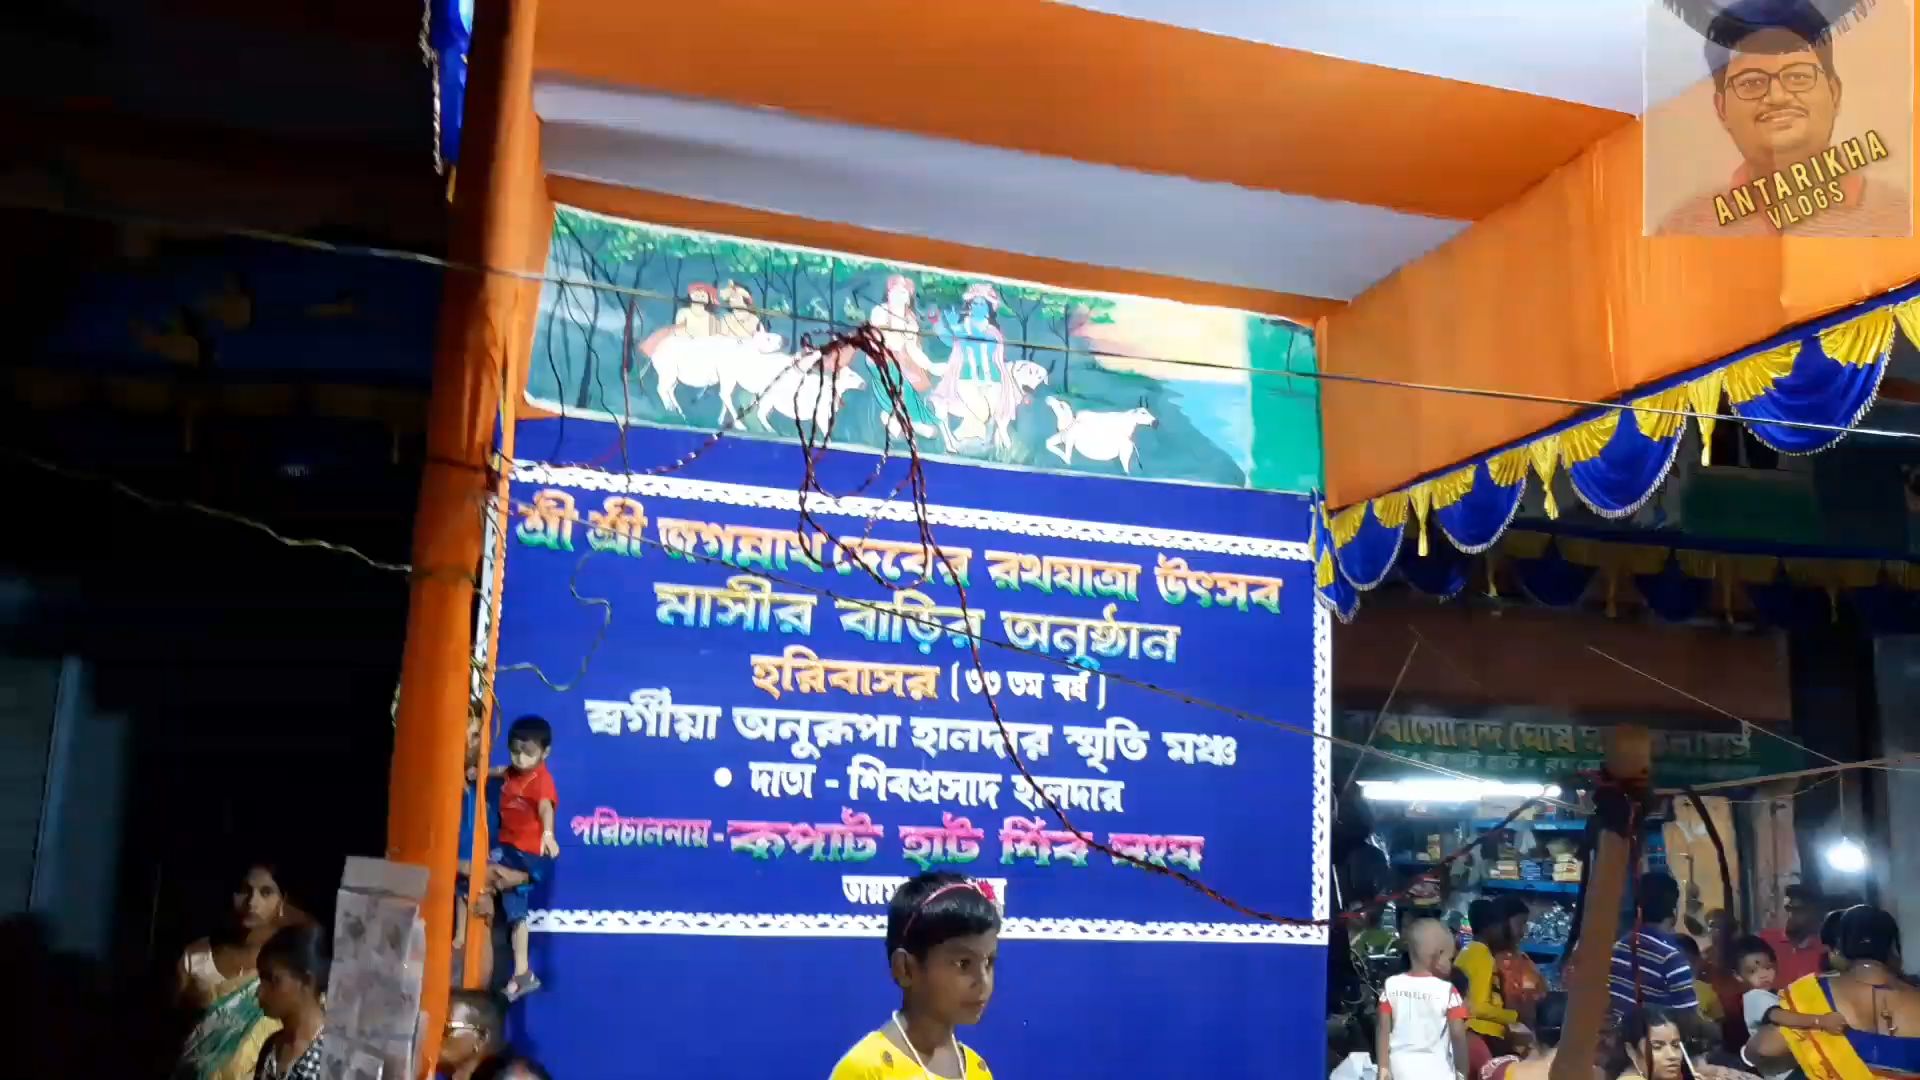 ANTARIKHA
VLOGS
শ্রী শ্রী জগন্নাথ দেবের রথযাত্রা উৎসব
মাসীর বাড়ির অনুষ্ঠান
হরিবাসর ( ৩৩ তম বর্ষ )
স্বর্গীয়া অনুরূপা হালদার স্মৃতি মঞ্চ
• দাতা - শিবপ্রসাদ হালদার
পরিচালনায় - কপাট হাট শিব সংঘ
ঘোষ